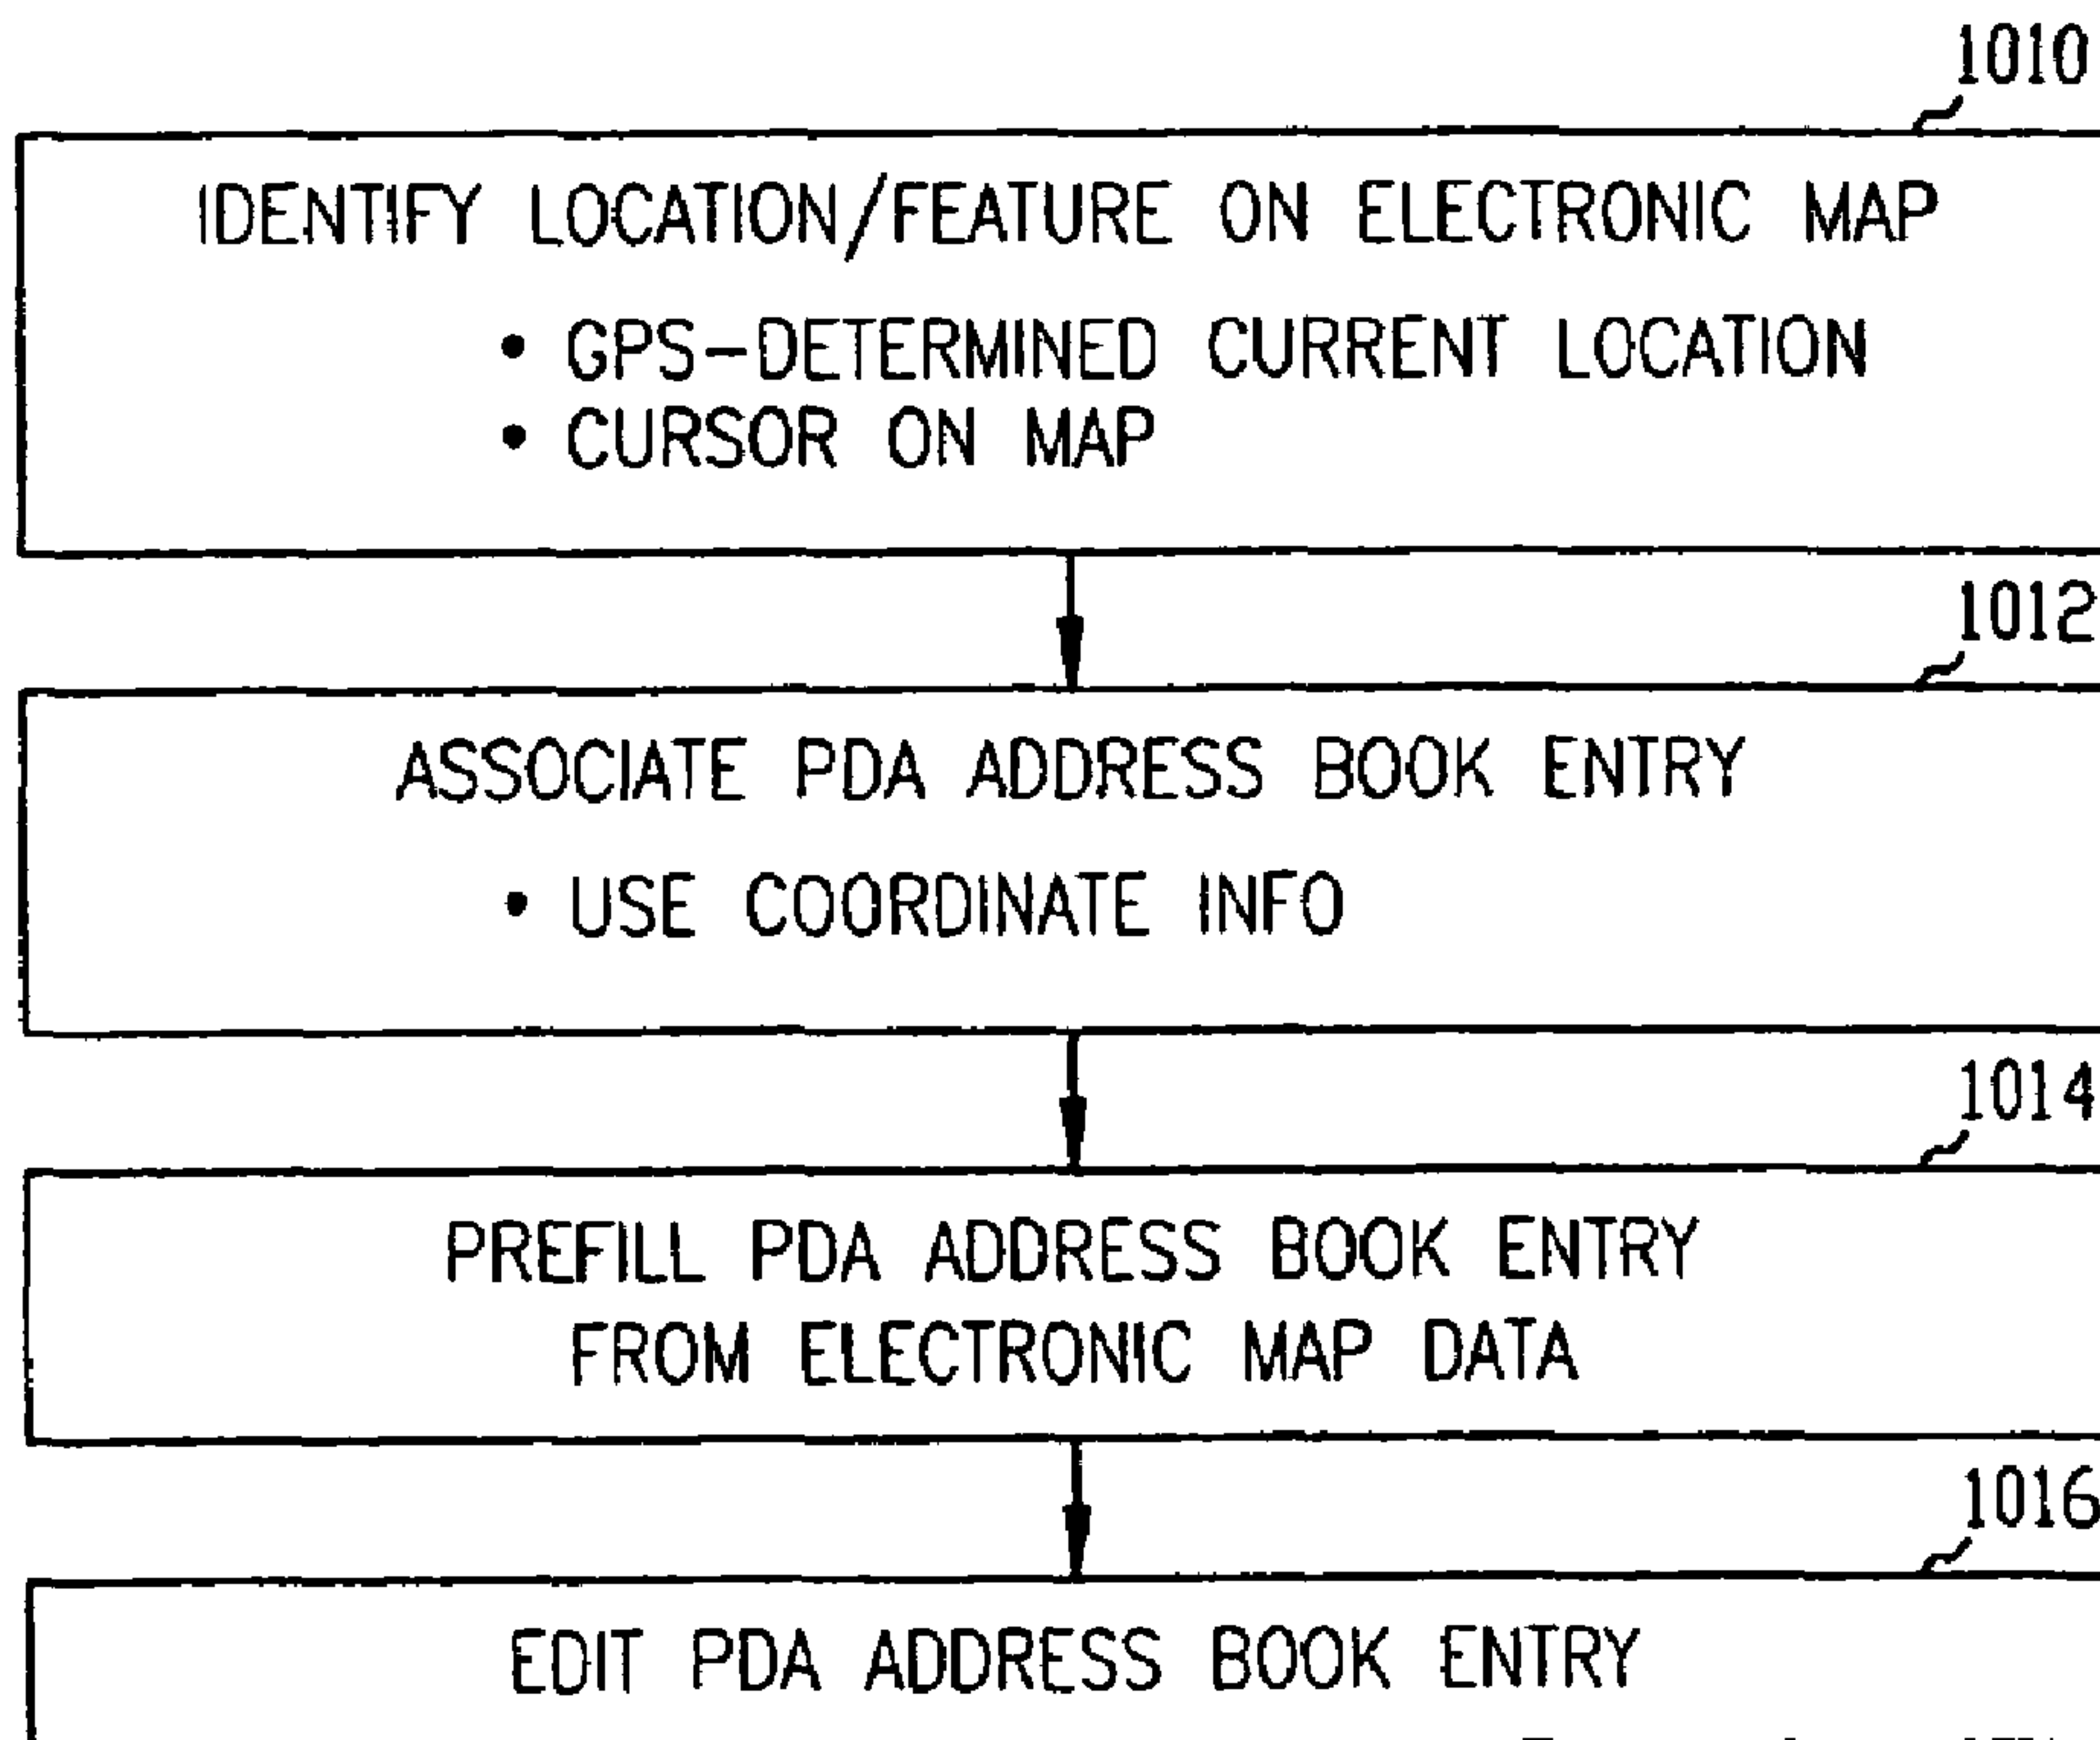 1010
IDENTIFY LOCATION/FEATURE ON ELECTRONIC MAP
• GPS-DETERMINED CURRENT LOCATION
• CURSOR ON MAP
1012
ASSOCIATE PDA ADDRESS BOOK ENTRY
• USE COORDINATE INFO
1014
PREFILL PDA ADDRESS BOOK ENTRY
FROM ELECTRONIC MAP DATA
1016
EDIT PDA ADDRESS BOOK ENTRY